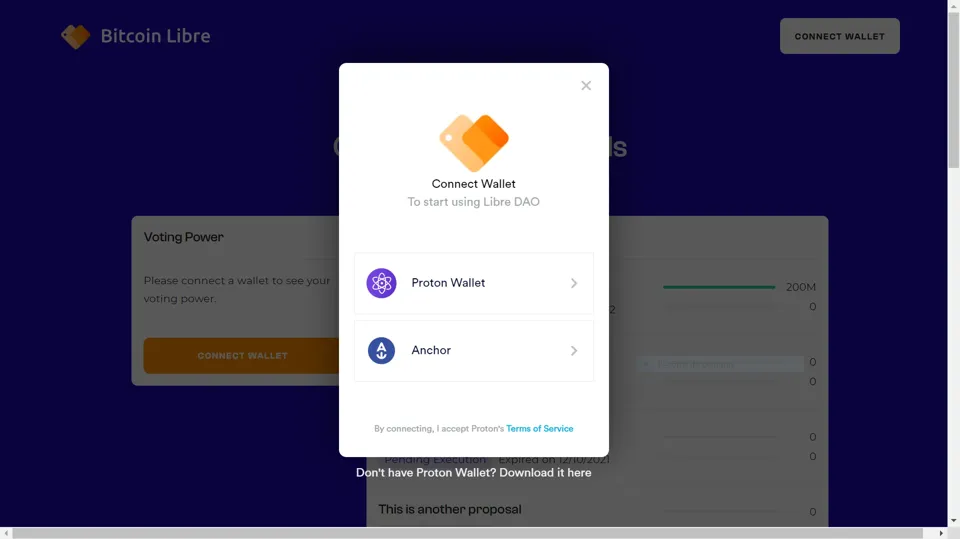 Bitcoin Libre
CONNECT WALLET
ls
Voting Power
Please connect a wallet to see your
voting power.
CONNECT WALLET
Connect Wallet
To start using Libre DAO
Proton Wallet
Anchor
By connecting, I accept Proton's Terms of Service
Don't have Proton Wallet? Download it here
200M
2
0
0
0
0
0
Pending Execution Expired on 12/10/2021
This is another proposal
0